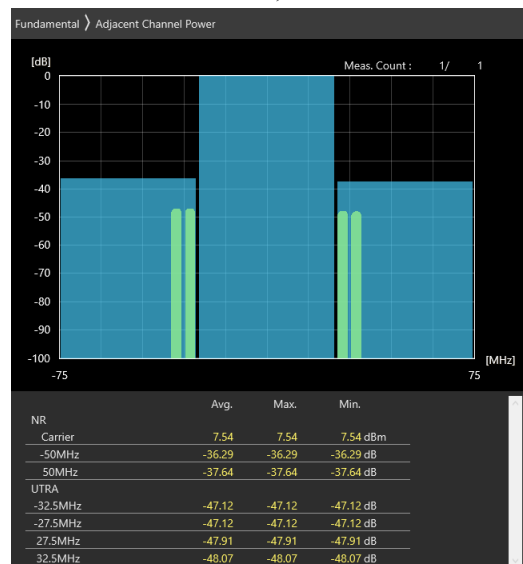 Fundamental 〉 Adjacent Channel Power
[dB]
Meas. Count : 1/ 1
0
-10
-20
-30
-40
-50
-60
-70
-80
-90
-100
[MHz]
-75 75
Avg. Max. Min.
NR
Carrier 7.54 7.54 7.54 dBm
-50MHz -36.29 -36.29 -36.29 dB
50MHz -37.64 -37.64 -37.64 dB
UTRA
-32.5MHz -47.12 -47.12 -47.12 dB
-27.5MHz -47.12 -47.12 -47.12 dB
27.5MHz -47.91 -47.91 -47.91 dB
32.5MHz -48.07 -48.07 -48.07 dB